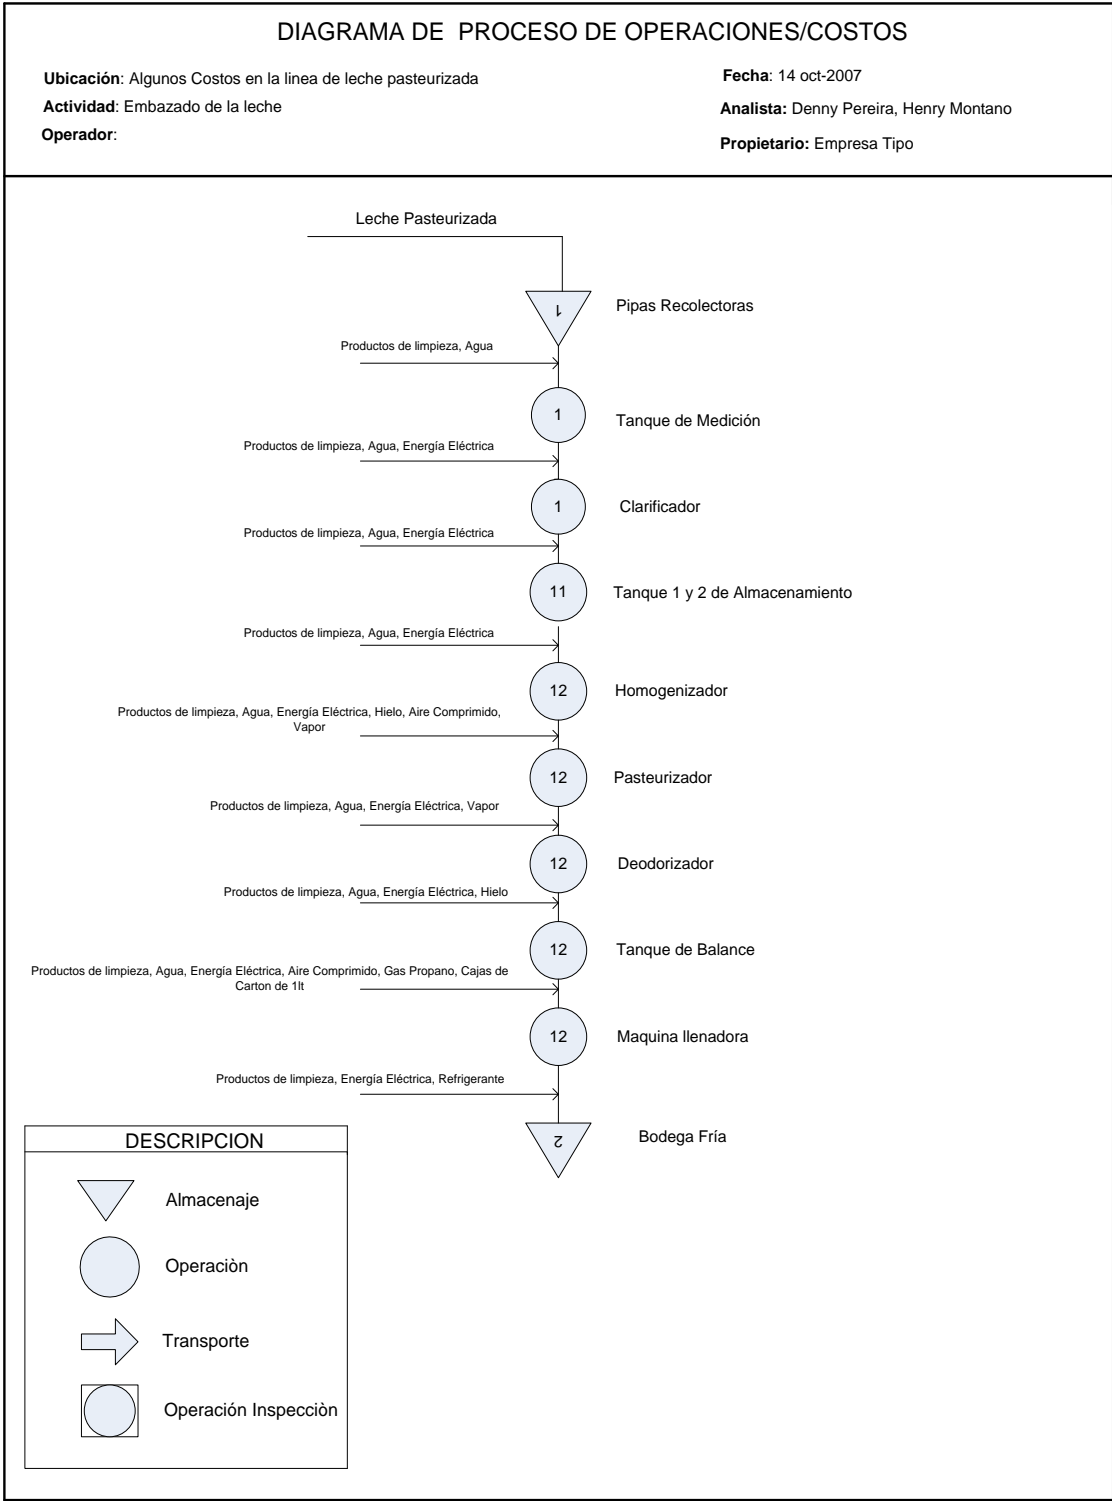 DIAGRAMA DE PROCESO DE OPERACIONES/COSTOS
Ubicación: Algunos Costos en la linea de leche pasteurizada
Fecha: 14 oct-2007
Actividad: Embazado de la leche
Analista: Denny Pereira, Henry Montano
Operador:
Propietario: Empresa Tipo
Leche Pasteurizada
1
Pipas Recolectoras
Productos de limpieza, Agua
1
Tanque de Medición
Productos de limpieza, Agua, Energía Eléctrica
1
Clarificador
Productos de limpieza, Agua, Energía Eléctrica
11
Tanque 1 y 2 de Almacenamiento
Productos de limpieza, Agua, Energía Eléctrica
12
Homogenizador
Productos de limpieza, Agua, Energía Eléctrica, Hielo, Aire Comprimido,
Vapor
12
Pasteurizador
Productos de limpieza, Agua, Energía Eléctrica, Vapor
12
Deodorizador
Productos de limpieza, Agua, Energía Eléctrica, Hielo
12
Tanque de Balance
Productos de limpieza, Agua, Energía Eléctrica, Aire Comprimido, Gas Propano, Cajas de
Carton de 1lt
12
Maquina llenadora
Productos de limpieza, Energía Eléctrica, Refrigerante
2
Bodega Fría
DESCRIPCION
Almacenaje
Operaciòn
Transporte
Operación Inspecciòn